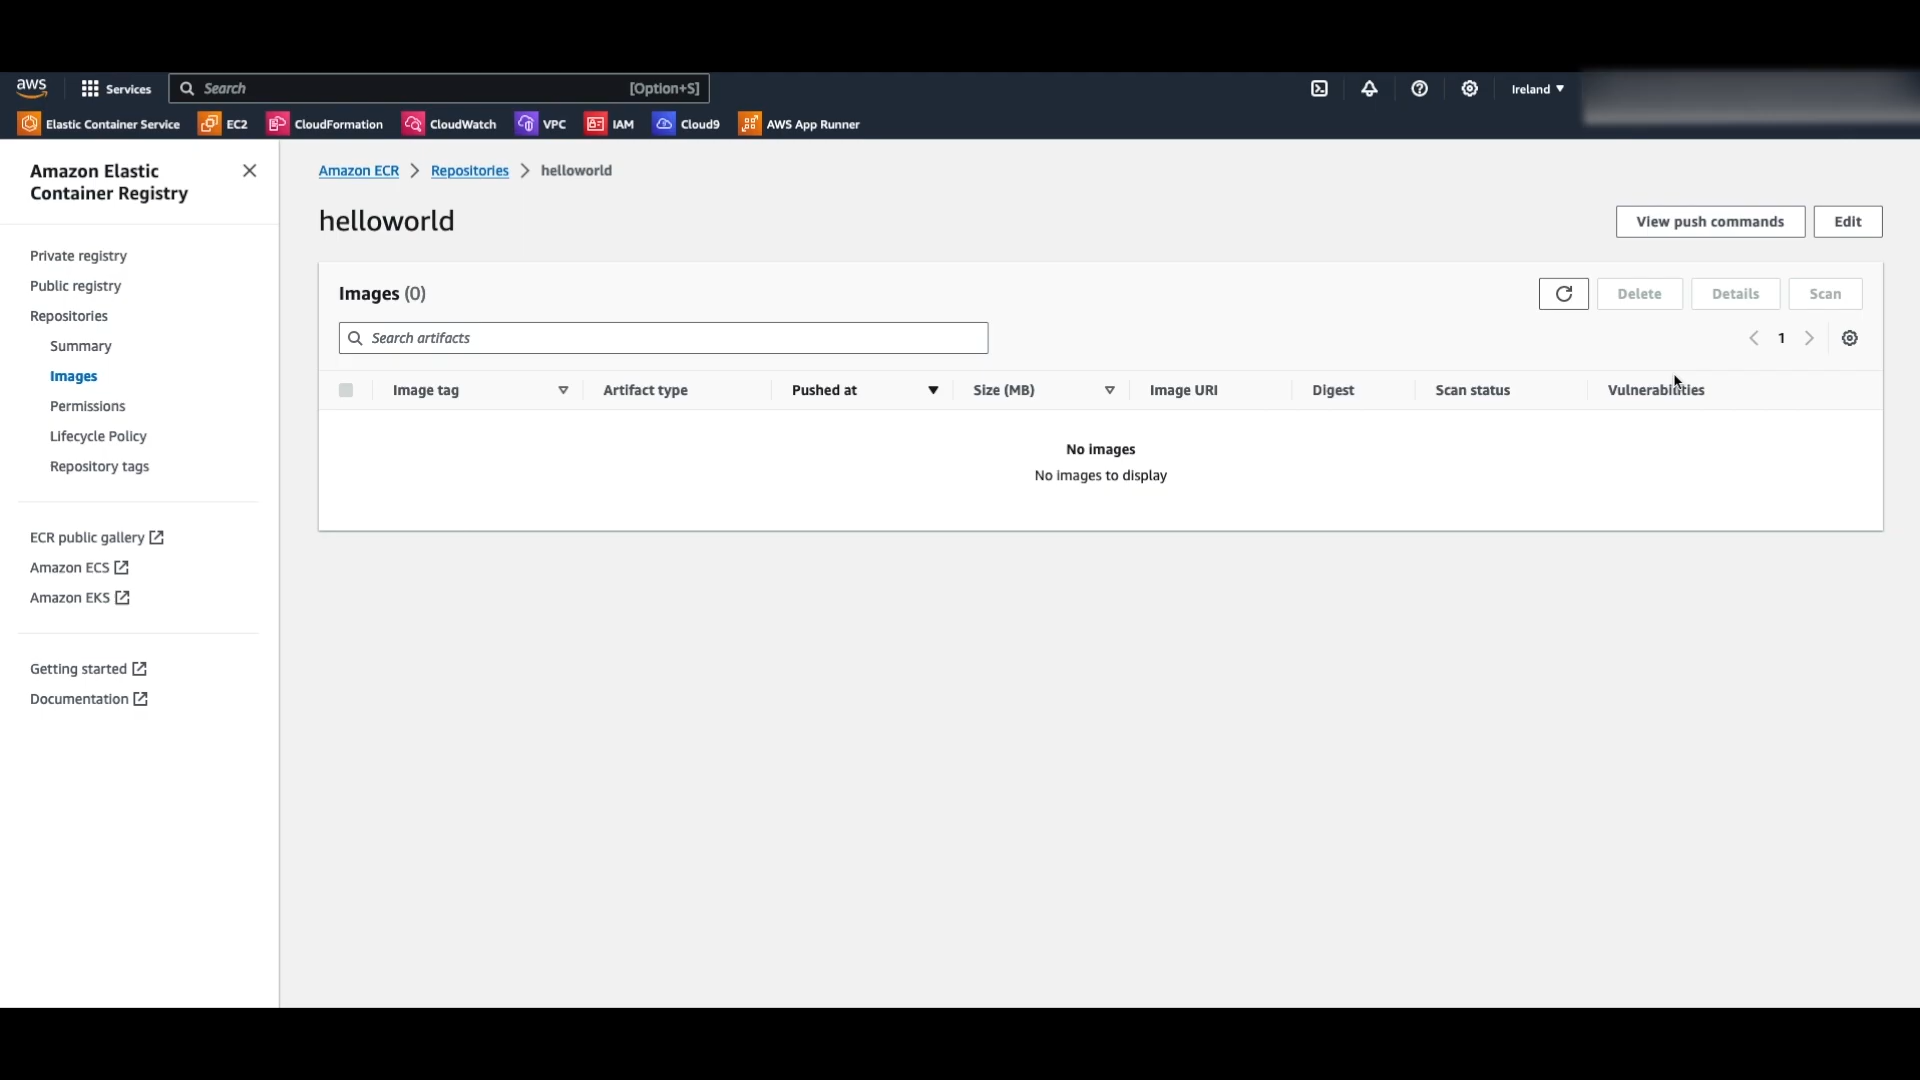 aws
Services
Search [Option+S]
Ireland
Elastic Container Service
EC2
CloudFormation
CloudWatch
VPC
IAM
Cloud9
AWS App Runner
Amazon Elastic
Container Registry
Private registry
Public registry
Repositories
Summary
Images
Permissions
Lifecycle Policy
Repository tags
ECR public gallery
Amazon ECS
Amazon EKS
Getting started
Documentation
Amazon ECR > Repositories > helloworld
helloworld
View push commands
Edit
Images (0)
Delete
Details
Scan
Search artifacts
1
Image tag
Artifact type
Pushed at
Size (MB)
Image URI
Digest
Scan status
Vulnerabilities
No images
No images to display